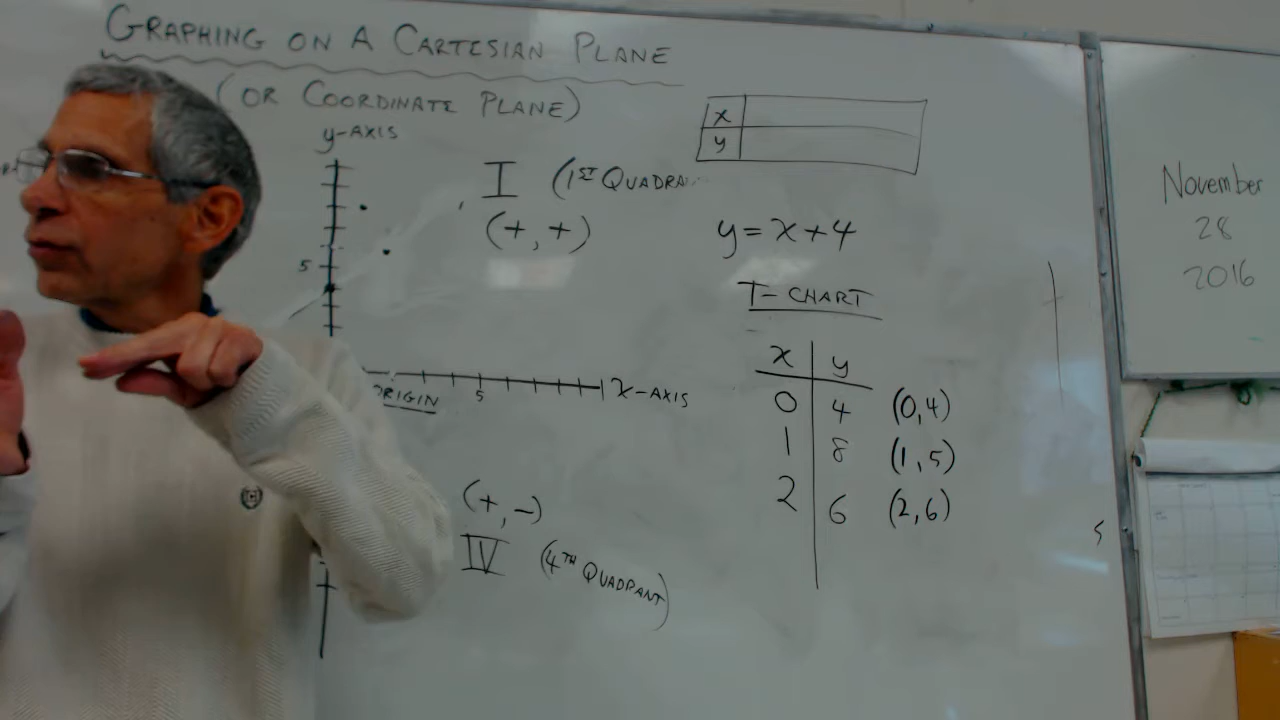 GRAPHING ON A CARTESIAN PLANE
(OR COORDINATE PLANE)
y-AXIS
I (1ST
(+,+)
5
ORIGIN
5
X-AXIS
(+,-)
IV (4TH QUADRANT)
x
y
y=x+4
T-CHART
x y
0 4 (0,4)
1 8 (1,5)
2 6 (2,6)
November
28
2016